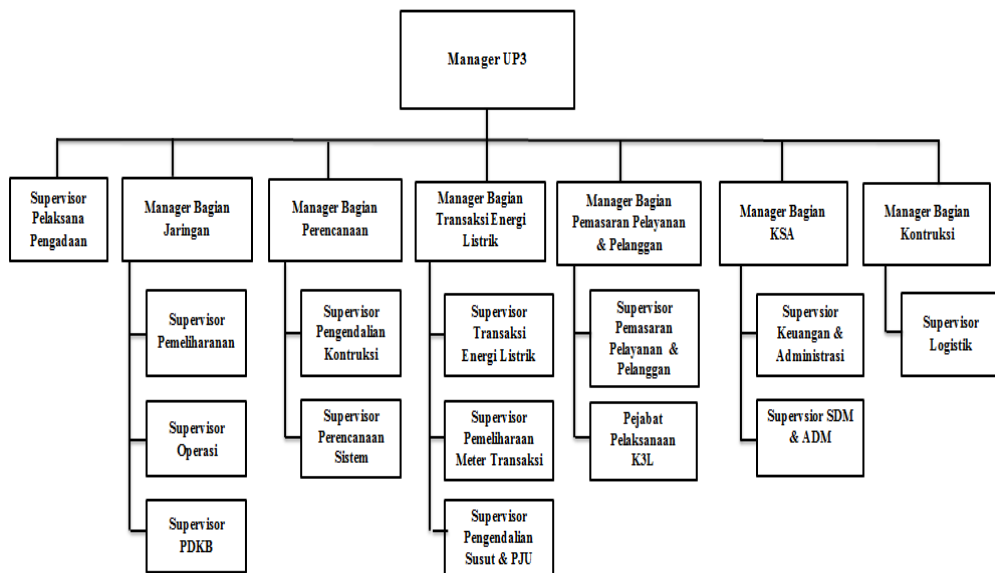 Manager UP3
Supervisor
Pelaksana
Pengadaan
Manager Bagian
Jaringan
Manager Bagian
Perencanaan
Manager Bagian
Transaksi Energi
Listrik
Manager Bagian
Pemasaran Pelayanan
& Pelanggan
Manager Bagian
KSA
Manager Bagian
Kontruksi
Supervisor
Pemeliharanan
Supervisor
Pengendalian
Kontruksi
Supervisor
Transaksi
Energi Listrik
Supervisor
Pemasaran
Pelayanan &
Pelanggan
Supervsior
Keuangan &
Administrasi
Supervisor
Logistik
Supervisor
Operasi
Supervisor
Perencanaan
Sistem
Supervisor
Pemeliharaan
Meter Transaksi
Pejabat
Pelaksanaan
K3L
Supervsior SDM
& ADM
Supervisor
PDKB
Supervisor
Pengendalian
Susut & PJU